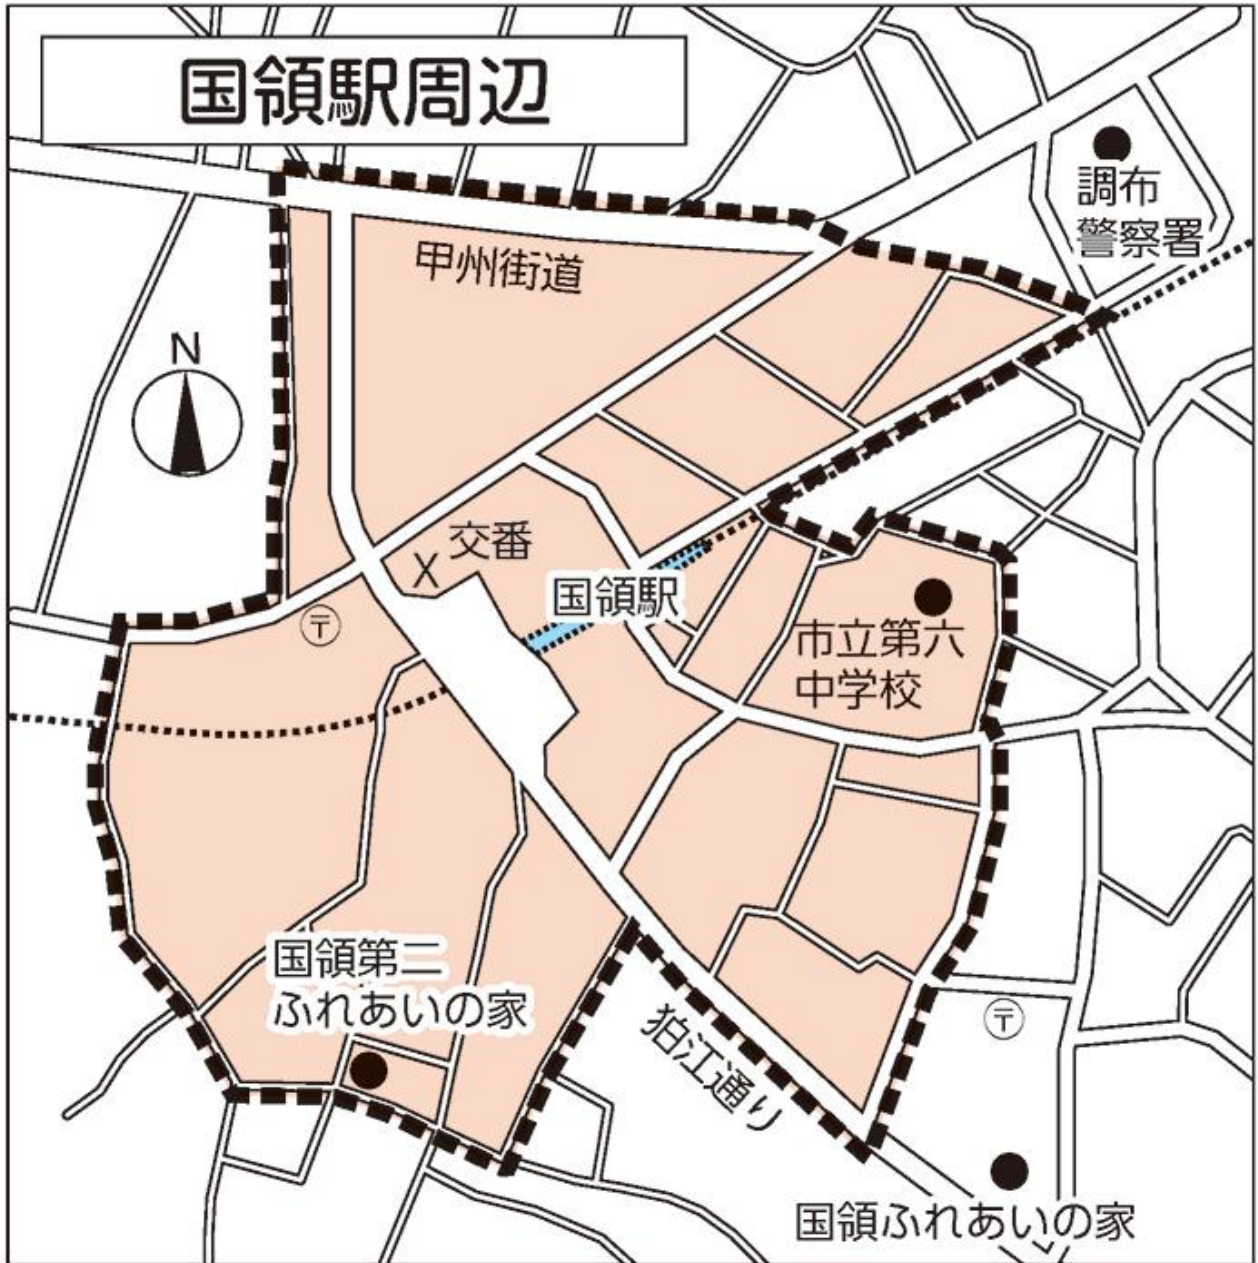 国領駅周辺
調布
警察署
甲州街道
N
交番
X
国領駅
〒
市立第六
中学校
国領第二
ふれあいの家
〒
狛江通り
国領ふれあいの家